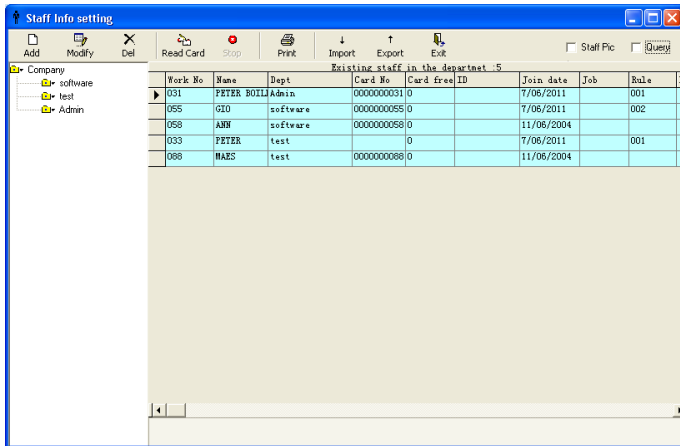 Staff Info setting
Add Modify Del Read Card Stop Print Import Export Exit Staff Pic Query
Company
software
test
Admin
Existing staff in the departmet :5
Work No Name Dept Card No Card free ID Join date Job Rule
031 PETER BOILL Admin 0000000031 0 7/06/2011 001
055 GIO software 0000000055 0 7/06/2011 002
058 ANN software 0000000058 0 11/06/2004
033 PETER test 0 7/06/2011 001
088 MAES test 0000000088 0 11/06/2004